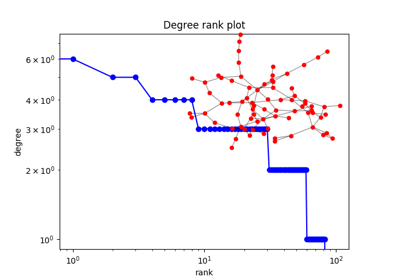 Degree rank plot
6 × 10⁰
4 × 10⁰
3 × 10⁰
2 × 10⁰
10⁰
degree
10⁰
10¹
10²
rank